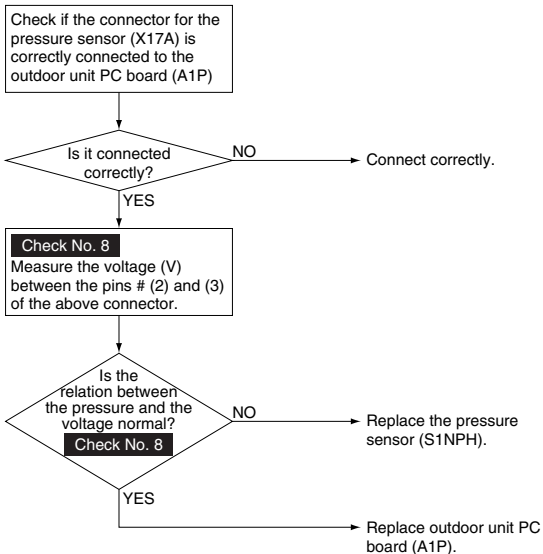 Check if the connector for the
pressure sensor (X17A) is
correctly connected to the
outdoor unit PC board (A1P)
Is it connected
correctly?
NO
Connect correctly.
YES
Check No. 8
Measure the voltage (V)
between the pins # (2) and (3)
of the above connector.
Is the
relation between
the pressure and the
voltage normal?
Check No. 8
NO
Replace the pressure
sensor (S1NPH).
YES
Replace outdoor unit PC
board (A1P).